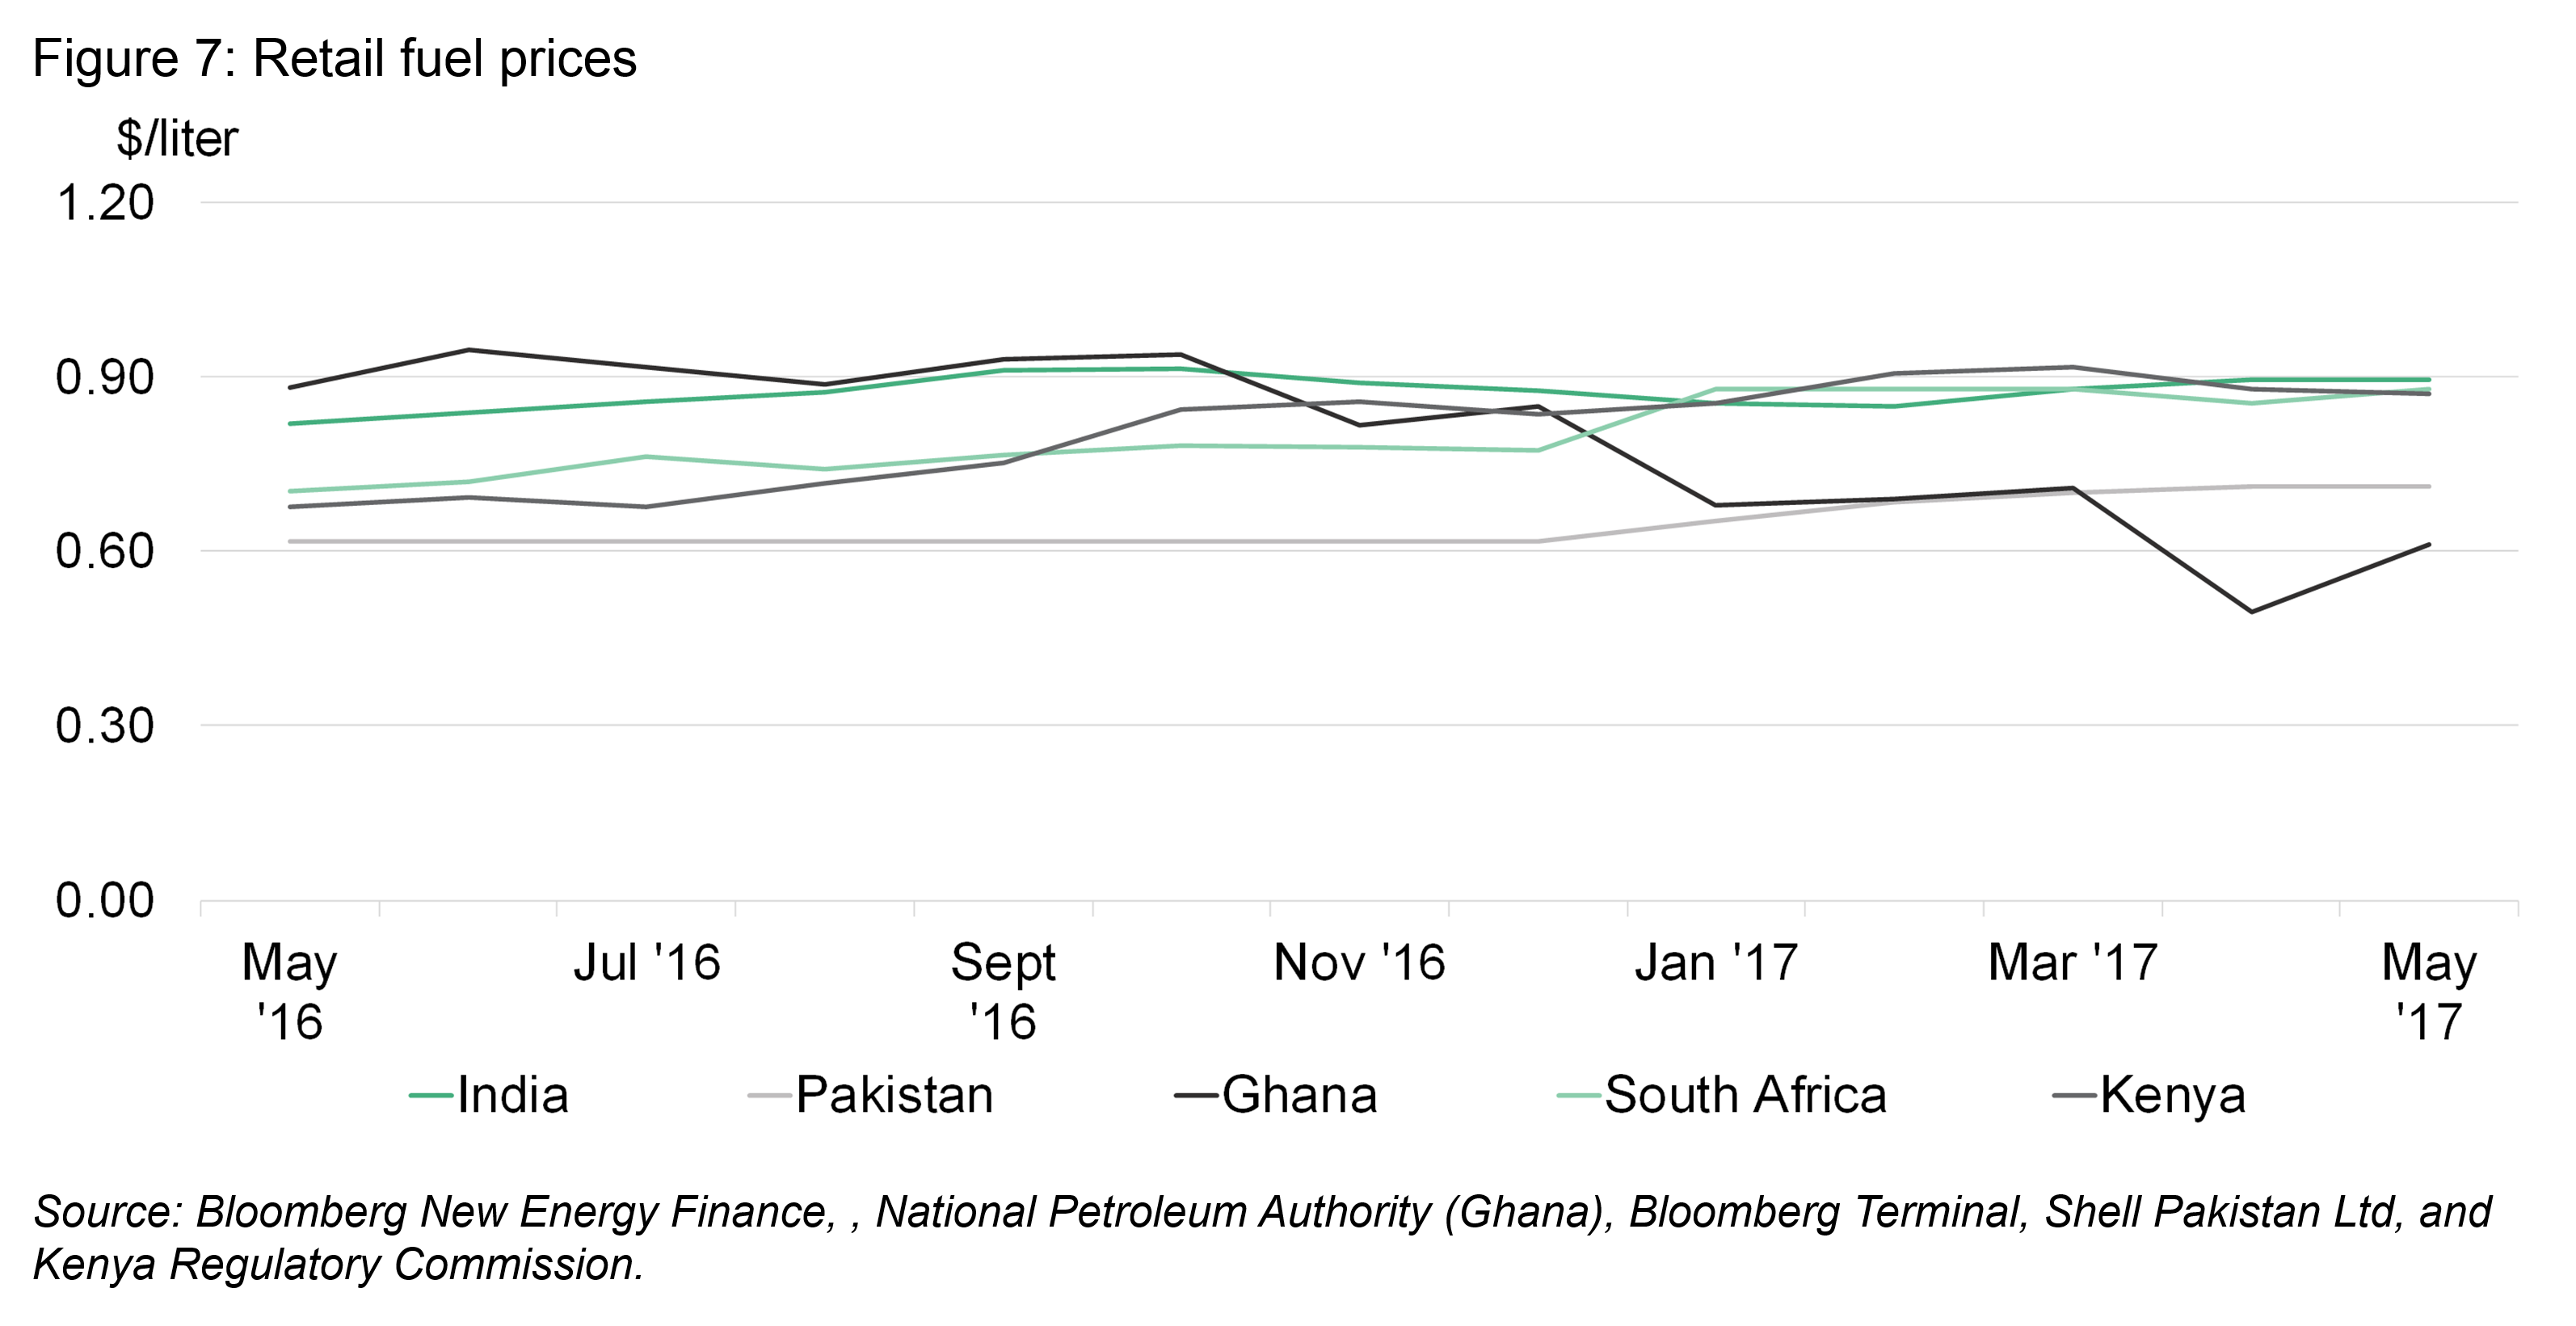 Figure 7: Retail fuel prices
$/liter
1.20
0.90
0.60
0.30
0.00
May '16
Jul '16
Sept '16
Nov '16
Jan '17
Mar '17
May '17
India
Pakistan
Ghana
South Africa
Kenya
Source: Bloomberg New Energy Finance, , National Petroleum Authority (Ghana), Bloomberg Terminal, Shell Pakistan Ltd, and
Kenya Regulatory Commission.